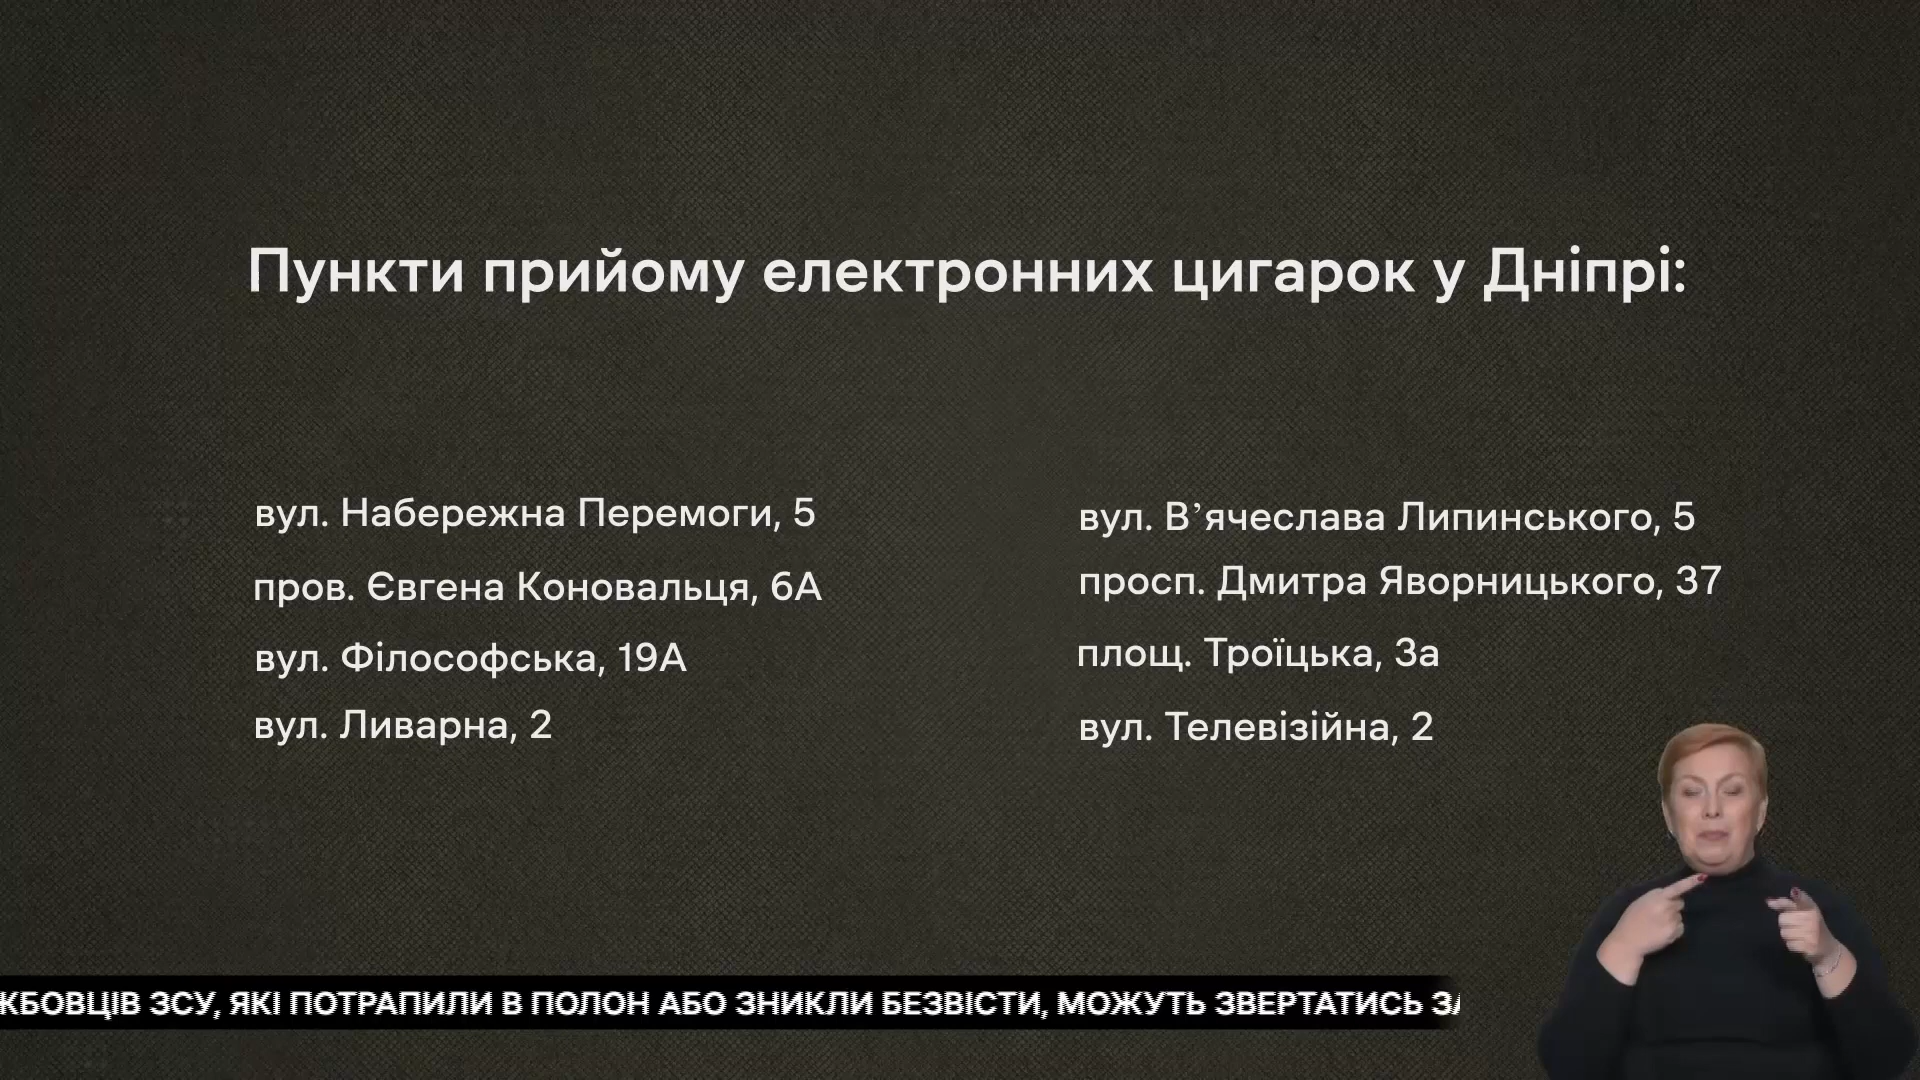 Пункти прийому електронних цигарок у Дніпрі:
вул. Набережна Перемоги, 5
пров. Євгена Коновальця, 6А
вул. Філософська, 19А
вул. Ливарна, 2
вул. В’ячеслава Липинського, 5
просп. Дмитра Яворницького, 37
площ. Троїцька, 3а
вул. Телевізійна, 2
ЖБОВЦІВ ЗСУ, ЯКІ ПОТРАПИЛИ В ПОЛОН АБО ЗНИКЛИ БЕЗВІСТИ, МОЖУТЬ ЗВЕРТАТИСЬ ЗА